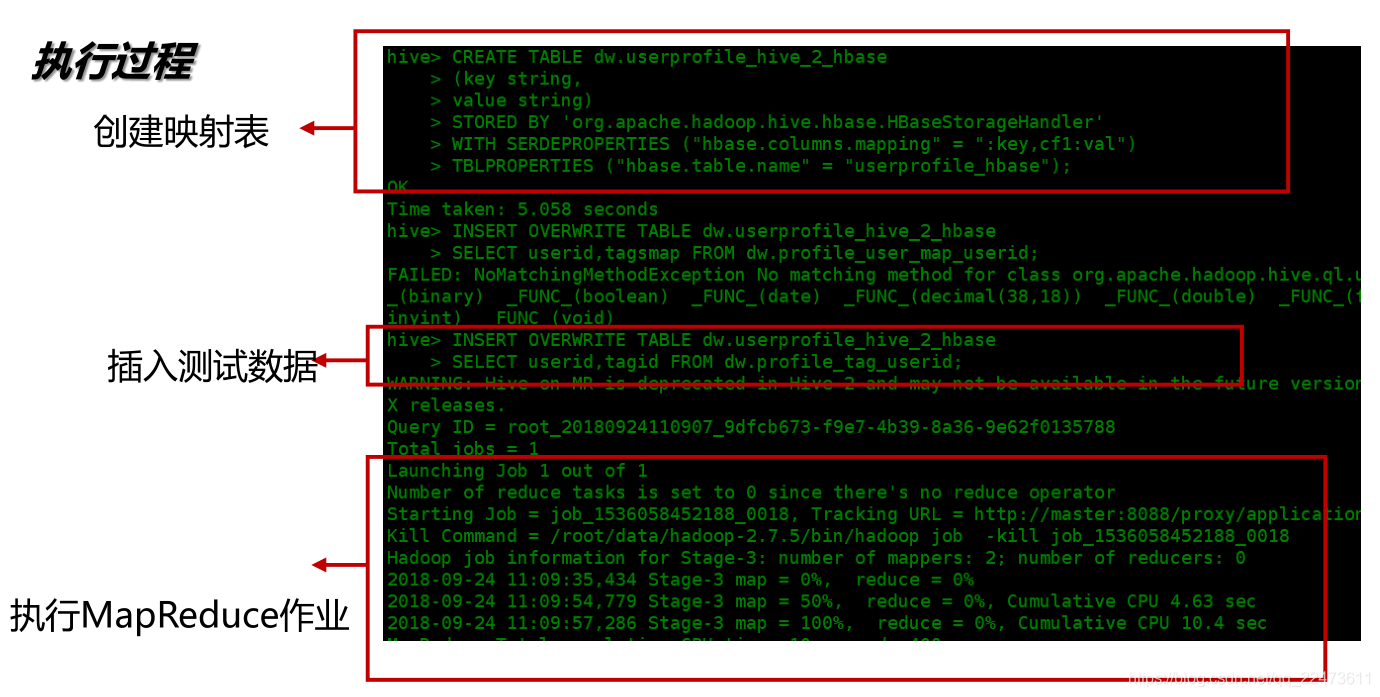 执行过程
创建映射表
hive> CREATE TABLE dw.userprofile_hive_2_hbase
> (key string,
> value string)
> STORED BY 'org.apache.hadoop.hive.hbase.HBaseStorageHandler'
> WITH SERDEPROPERTIES ("hbase.columns.mapping" = ":key,cf1:val")
> TBLPROPERTIES ("hbase.table.name" = "userprofile_hbase");
OK
Time taken: 5.058 seconds
hive> INSERT OVERWRITE TABLE dw.userprofile_hive_2_hbase
> SELECT userid,tagsmap FROM dw.profile_user_map_userid;
FAILED: NoMatchingMethodException No matching method for class org.apache.hadoop.hive.ql.u
_(binary) _FUNC_(boolean) _FUNC_(date) _FUNC_(decimal(38,18)) _FUNC_(double) _FUNC_(f
inyint) _FUNC_(void)
插入测试数据
hive> INSERT OVERWRITE TABLE dw.userprofile_hive_2_hbase
> SELECT userid,tagid FROM dw.profile_tag_userid;
WARNING: Hive-on-MR is deprecated in Hive 2 and may not be available in the future version
X releases.
Query ID = root_20180924110907_9dfcb673-f9e7-4b39-8a36-9e62f0135788
Total jobs = 1
执行MapReduce作业
Launching Job 1 out of 1
Number of reduce tasks is set to 0 since there's no reduce operator
Starting Job = job_1536058452188_0018, Tracking URL = http://master:8088/proxy/application
Kill Command = /root/data/hadoop-2.7.5/bin/hadoop job -kill job_1536058452188_0018
Hadoop job information for Stage-3: number of mappers: 2; number of reducers: 0
2018-09-24 11:09:35,434 Stage-3 map = 0%, reduce = 0%
2018-09-24 11:09:54,779 Stage-3 map = 50%, reduce = 0%, Cumulative CPU 4.63 sec
2018-09-24 11:09:57,286 Stage-3 map = 100%, reduce = 0%, Cumulative CPU 10.4 sec
https://blog.csdn.net/qq_22473611